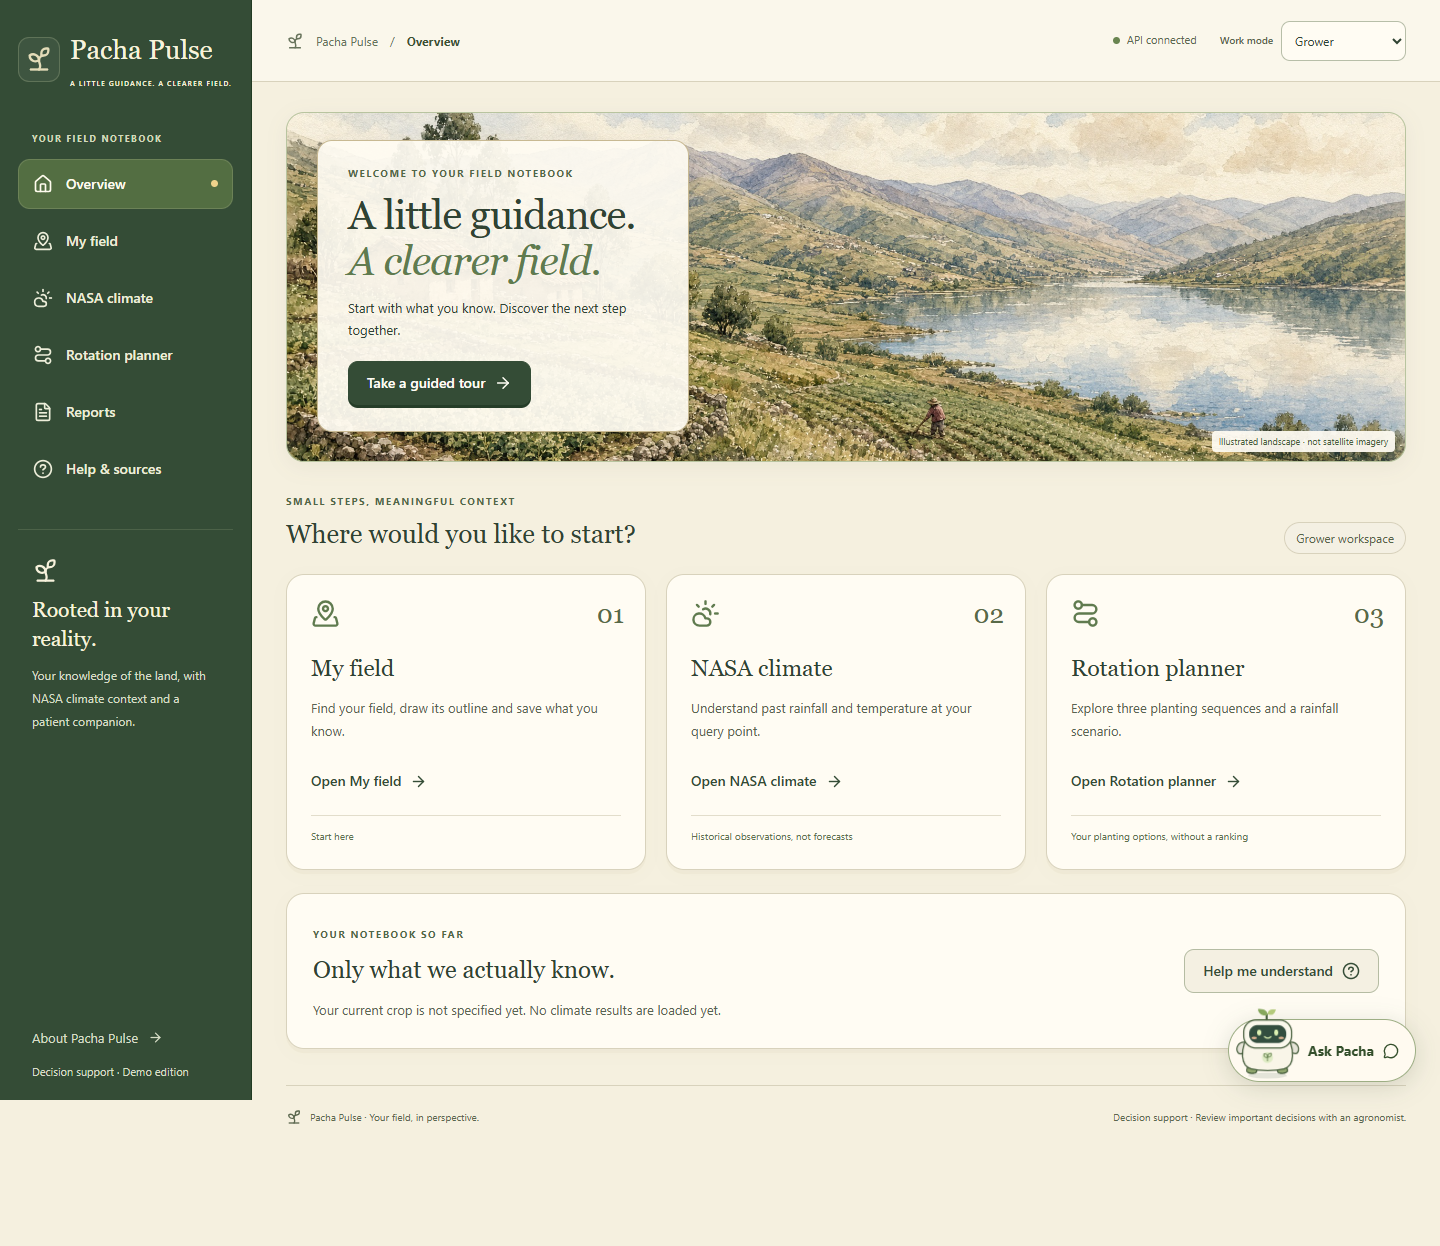 Pacha Pulse
A LITTLE GUIDANCE. A CLEARER FIELD.
YOUR FIELD NOTEBOOK
Overview
My field
NASA climate
Rotation planner
Reports
Help & sources
Rooted in your
reality.
Your knowledge of the land, with
NASA climate context and a
patient companion.
About Pacha Pulse
Decision support · Demo edition
Pacha Pulse / Overview
API connected
Work mode
Grower
WELCOME TO YOUR FIELD NOTEBOOK
A little guidance.
A clearer field.
Start with what you know. Discover the next step
together.
Take a guided tour
Illustrated landscape · not satellite imagery
SMALL STEPS, MEANINGFUL CONTEXT
Where would you like to start?
Grower workspace
01
My field
Find your field, draw its outline and save what you
know.
Open My field
Start here
02
NASA climate
Understand past rainfall and temperature at your
query point.
Open NASA climate
Historical observations, not forecasts
03
Rotation planner
Explore three planting sequences and a rainfall
scenario.
Open Rotation planner
Your planting options, without a ranking
YOUR NOTEBOOK SO FAR
Only what we actually know.
Your current crop is not specified yet. No climate results are loaded yet.
Help me understand
Ask Pacha
Pacha Pulse · Your field, in perspective.
Decision support · Review important decisions with an agronomist.